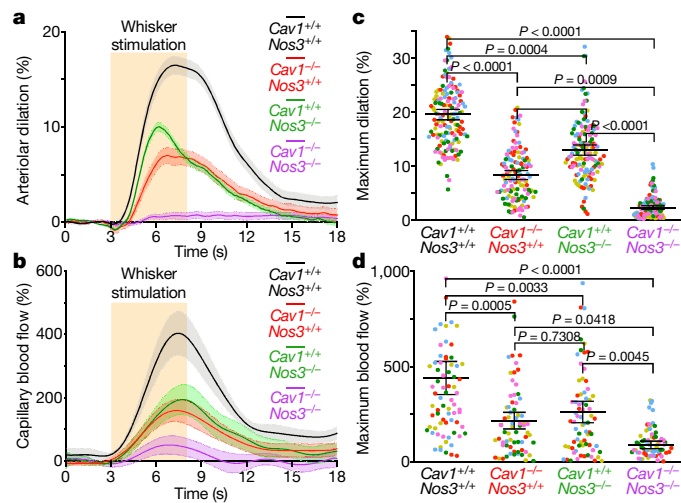 a
Whisker
stimulation
Cav1+/+
Nos3+/+
Cav1–/–
Nos3+/+
Cav1+/+
Nos3–/–
Cav1–/–
Nos3–/–
Arteriolar dilation (%)
20
10
0
0 3 6 9 12 15 18
Time (s)
b
Whisker
stimulation
Cav1+/+
Nos3+/+
Cav1–/–
Nos3+/+
Cav1+/+
Nos3–/–
Cav1–/–
Nos3–/–
Capillary blood flow (%)
600
400
200
0
0 3 6 9 12 15 18
Time (s)
c
P < 0.0001
P = 0.0004
P < 0.0001
P = 0.0009
P < 0.0001
Maximum dilation (%)
30
20
10
0
Cav1+/+ Cav1–/– Cav1+/+ Cav1–/–
Nos3+/+ Nos3+/+ Nos3–/– Nos3–/–
d
P < 0.0001
P = 0.0033
P = 0.0005
P = 0.0418
P = 0.7308
P = 0.0045
Maximum blood flow (%)
1,000
500
0
Cav1+/+ Cav1–/– Cav1+/+ Cav1–/–
Nos3+/+ Nos3+/+ Nos3–/– Nos3–/–